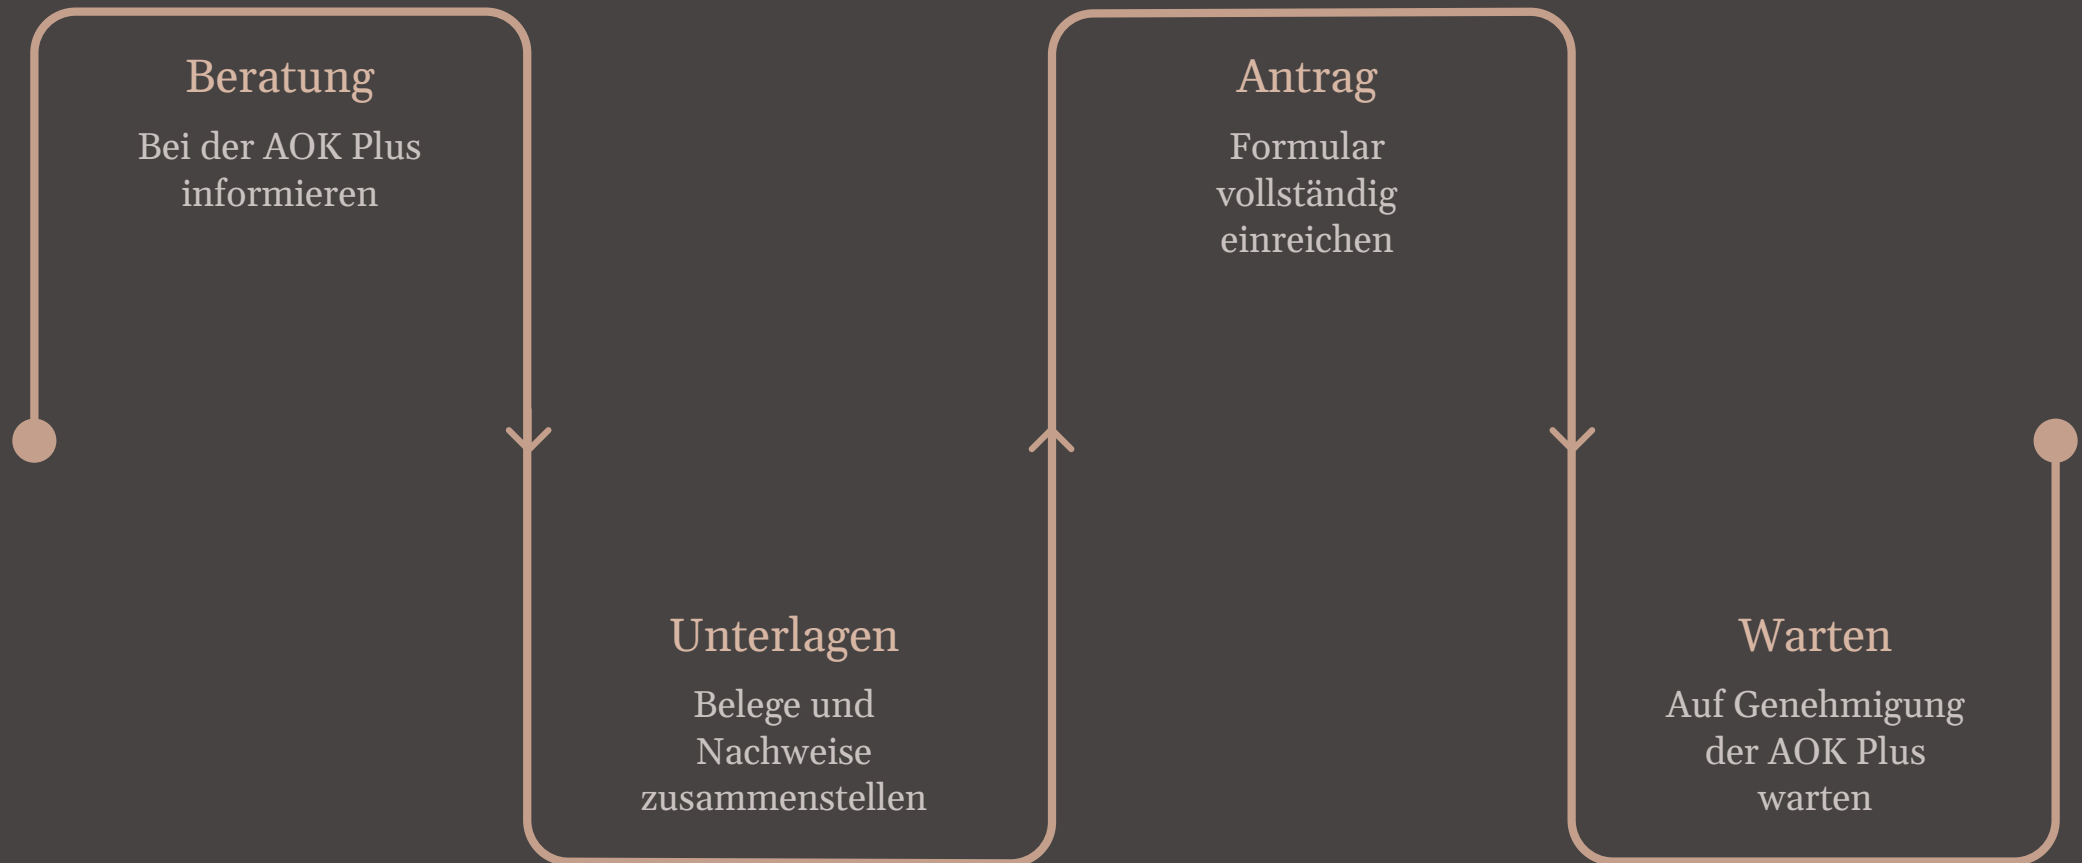 Beratung
Bei der AOK Plus
informieren
Unterlagen
Belege und
Nachweise
zusammenstellen
Antrag
Formular
vollständig
einreichen
Warten
Auf Genehmigung
der AOK Plus
warten